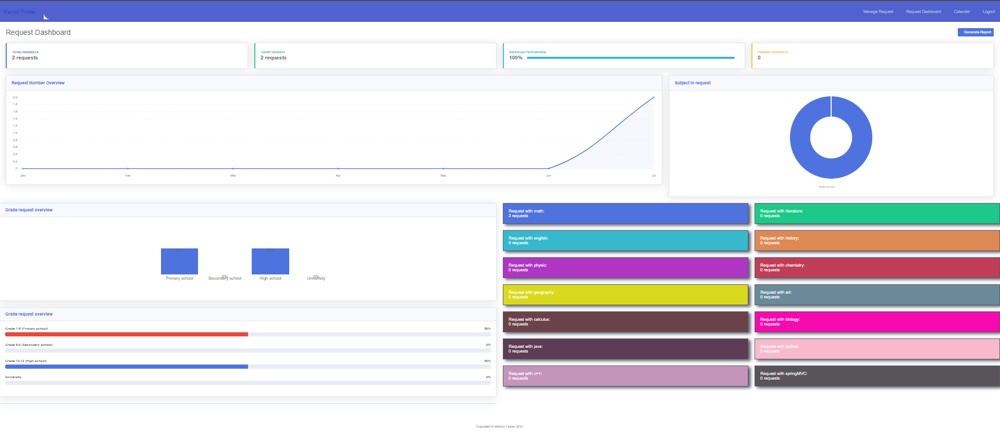 Mentor Finder
Manage Request
Request Dashboard
Calendar
Logout
Request Dashboard
Generate Report
TOTAL REQUESTS
2 requests
TODAY REQUEST
2 requests
ENROLLED PERCENTAGE
100%
PENDING REQUESTS
0
Request Number Overview
2.0
1.8
1.6
1.4
1.2
1.0
0.8
0.6
0.4
0.2
0
Jan
Feb
Mar
Apr
May
Jun
Jul
Subject in request
Subject pie chart
Grade request overview
50%
0%
50%
0%
Primary school
Secondary school
High school
University
Grade request overview
Grade 1-5 (Primary school)
50%
Grade 6-9 (Secondary school)
0%
Grade 10-12 (High school)
50%
University
0%
Request with math:
2 requests
Request with literature:
0 requests
Request with english:
0 requests
Request with history:
0 requests
Request with physic:
0 requests
Request with chemistry:
0 requests
Request with geography:
0 requests
Request with art:
0 requests
Request with calculus:
0 requests
Request with biology:
0 requests
Request with java:
0 requests
Request with python:
0 requests
Request with c++:
0 requests
Request with springMVC:
0 requests
Copyright © Mentor Finder 2021